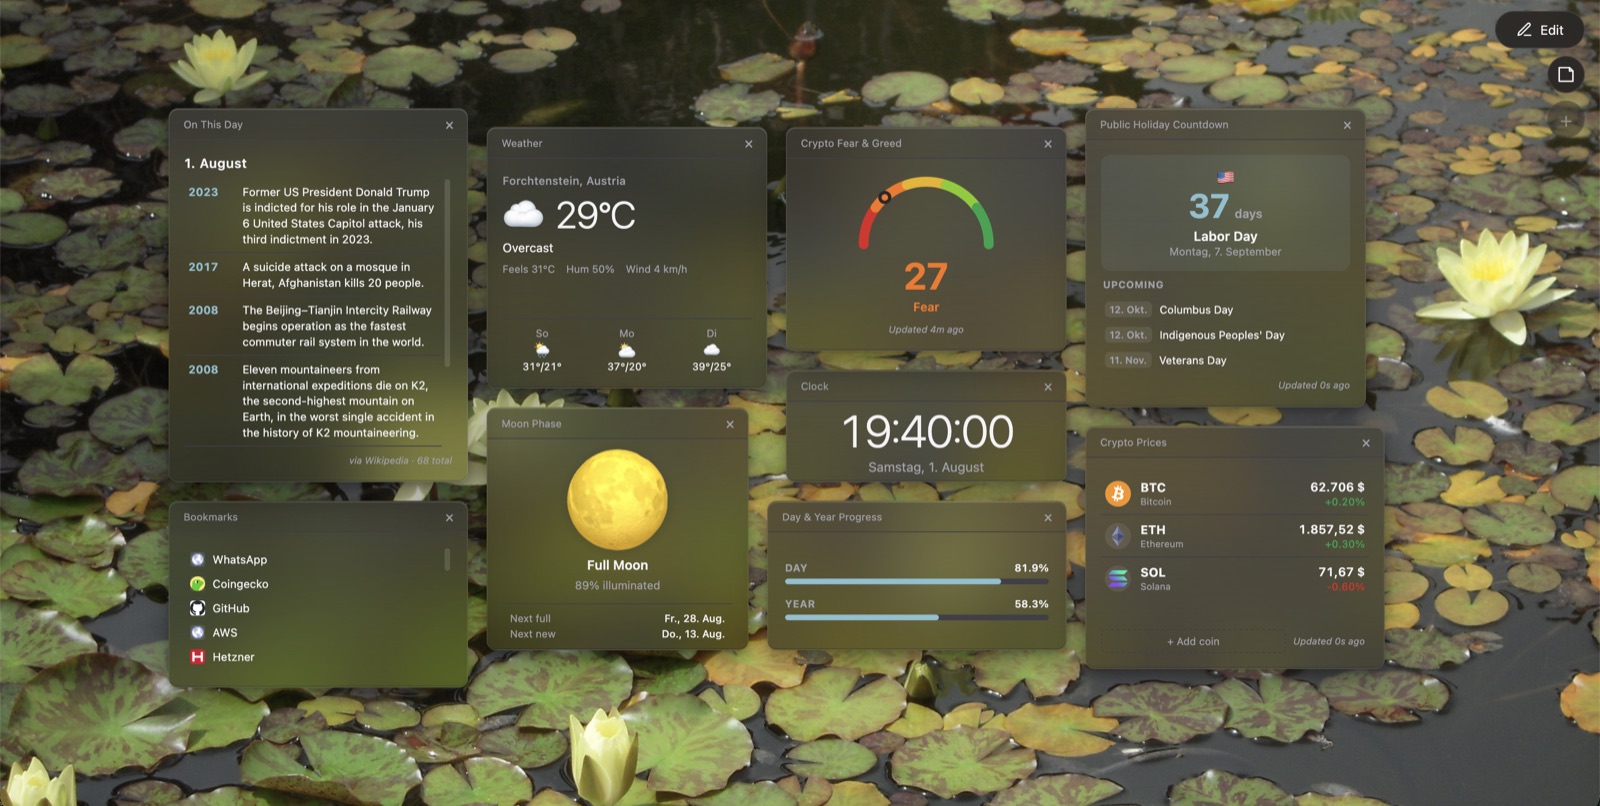 Edit
On This Day
1. August
2023
Former US President Donald Trump
is indicted for his role in the January
6 United States Capitol attack, his
third indictment in 2023.
2017
A suicide attack on a mosque in
Herat, Afghanistan kills 20 people.
2008
The Beijing–Tianjin Intercity Railway
begins operation as the fastest
commuter rail system in the world.
2008
Eleven mountaineers from
international expeditions die on K2,
the second-highest mountain on
Earth, in the worst single accident in
the history of K2 mountaineering.
via Wikipedia · 68 total
Bookmarks
WhatsApp
Coingecko
GitHub
AWS
Hetzner
Weather
Forchtenstein, Austria
29°C
Overcast
Feels 31°C Hum 50% Wind 4 km/h
So Mo Di
31°/21° 37°/20° 39°/25°
Moon Phase
Full Moon
89% illuminated
Next full Fr., 28. Aug.
Next new Do., 13. Aug.
Crypto Fear & Greed
27
Fear
Updated 4m ago
Clock
19:40:00
Samstag, 1. August
Day & Year Progress
DAY 81.9%
YEAR 58.3%
Public Holiday Countdown
37 days
Labor Day
Montag, 7. September
UPCOMING
12. Okt. Columbus Day
12. Okt. Indigenous Peoples' Day
11. Nov. Veterans Day
Updated 0s ago
Crypto Prices
BTC 62.706 $
Bitcoin +0.20%
ETH 1.857,52 $
Ethereum +0.30%
SOL 71,67 $
Solana -0.60%
+ Add coin
Updated 0s ago